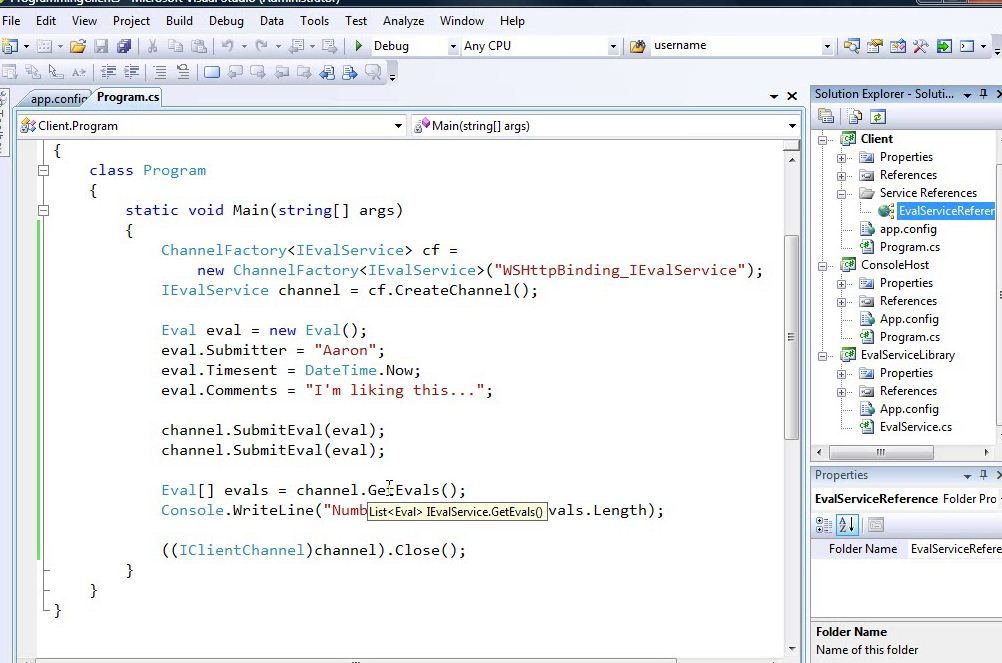 File Edit View Project Build Debug Data Tools Test Analyze Window Help
Debug Any CPU username
app.config Program.cs
Client.Program Main(string[] args)
{
class Program
{
static void Main(string[] args)
{
ChannelFactory<IEvalService> cf =
new ChannelFactory<IEvalService>("WSHttpBinding_IEvalService");
IEvalService channel = cf.CreateChannel();
Eval eval = new Eval();
eval.Submitter = "Aaron";
eval.Timesent = DateTime.Now;
eval.Comments = "I'm liking this...";
channel.SubmitEval(eval);
channel.SubmitEval(eval);
Eval[] evals = channel.GetEvals();
Console.WriteLine("Numb List<Eval> IEvalService.GetEvals() vals.Length);
((IClientChannel)channel).Close();
}
}
}
Solution Explorer - Soluti...
Client
Properties
References
Service References
EvalServiceReferen
app.config
Program.cs
ConsoleHost
Properties
References
App.config
Program.cs
EvalServiceLibrary
Properties
References
App.config
EvalService.cs
Properties
EvalServiceReference Folder Pro
Folder Name EvalServiceRefere
Folder Name
Name of this folder